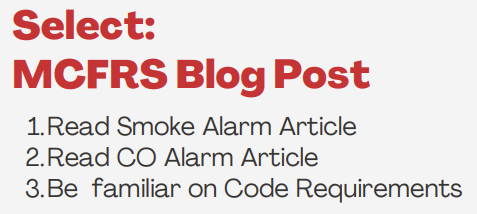 Select:
MCFRS Blog Post
1.Read Smoke Alarm Article
2.Read CO Alarm Article
3.Be familiar on Code Requirements